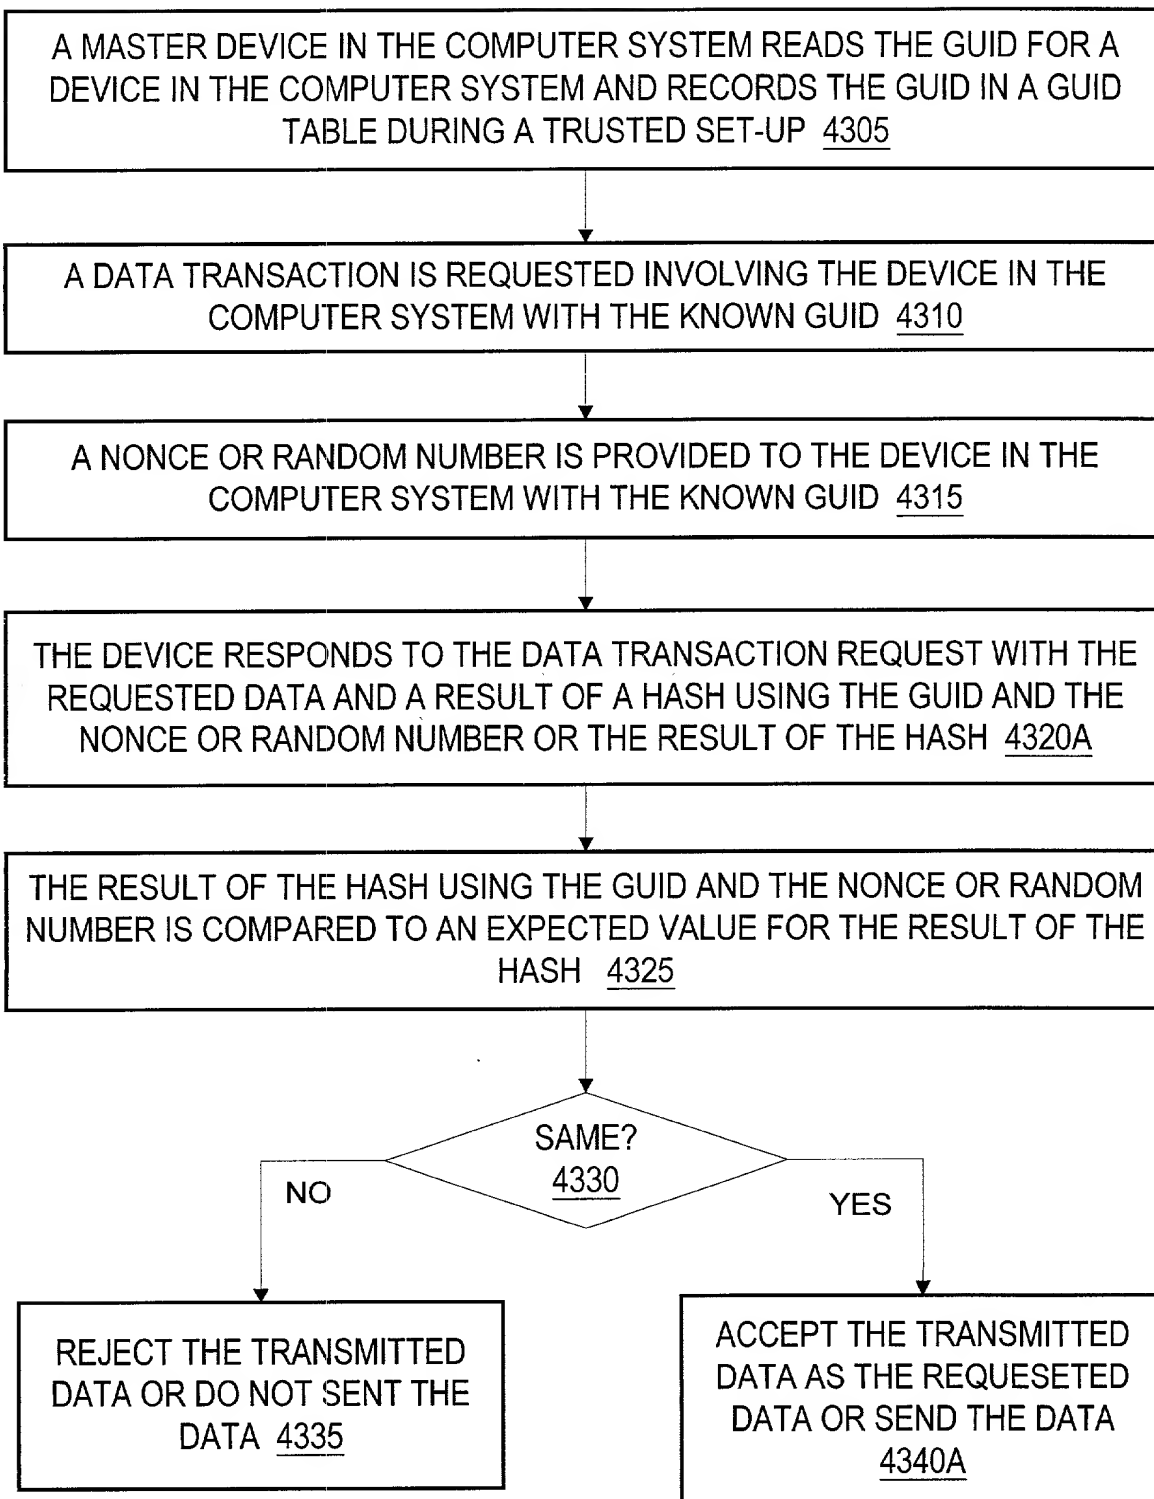 A MASTER DEVICE IN THE COMPUTER SYSTEM READS THE GUID FOR A
DEVICE IN THE COMPUTER SYSTEM AND RECORDS THE GUID IN A GUID
TABLE DURING A TRUSTED SET-UP 4305
A DATA TRANSACTION IS REQUESTED INVOLVING THE DEVICE IN THE
COMPUTER SYSTEM WITH THE KNOWN GUID 4310
A NONCE OR RANDOM NUMBER IS PROVIDED TO THE DEVICE IN THE
COMPUTER SYSTEM WITH THE KNOWN GUID 4315
THE DEVICE RESPONDS TO THE DATA TRANSACTION REQUEST WITH THE
REQUESTED DATA AND A RESULT OF A HASH USING THE GUID AND THE
NONCE OR RANDOM NUMBER OR THE RESULT OF THE HASH 4320A
THE RESULT OF THE HASH USING THE GUID AND THE NONCE OR RANDOM
NUMBER IS COMPARED TO AN EXPECTED VALUE FOR THE RESULT OF THE
HASH 4325
SAME?
4330
NO
YES
REJECT THE TRANSMITTED
DATA OR DO NOT SENT THE
DATA 4335
ACCEPT THE TRANSMITTED
DATA AS THE REQUESETED
DATA OR SEND THE DATA
4340A